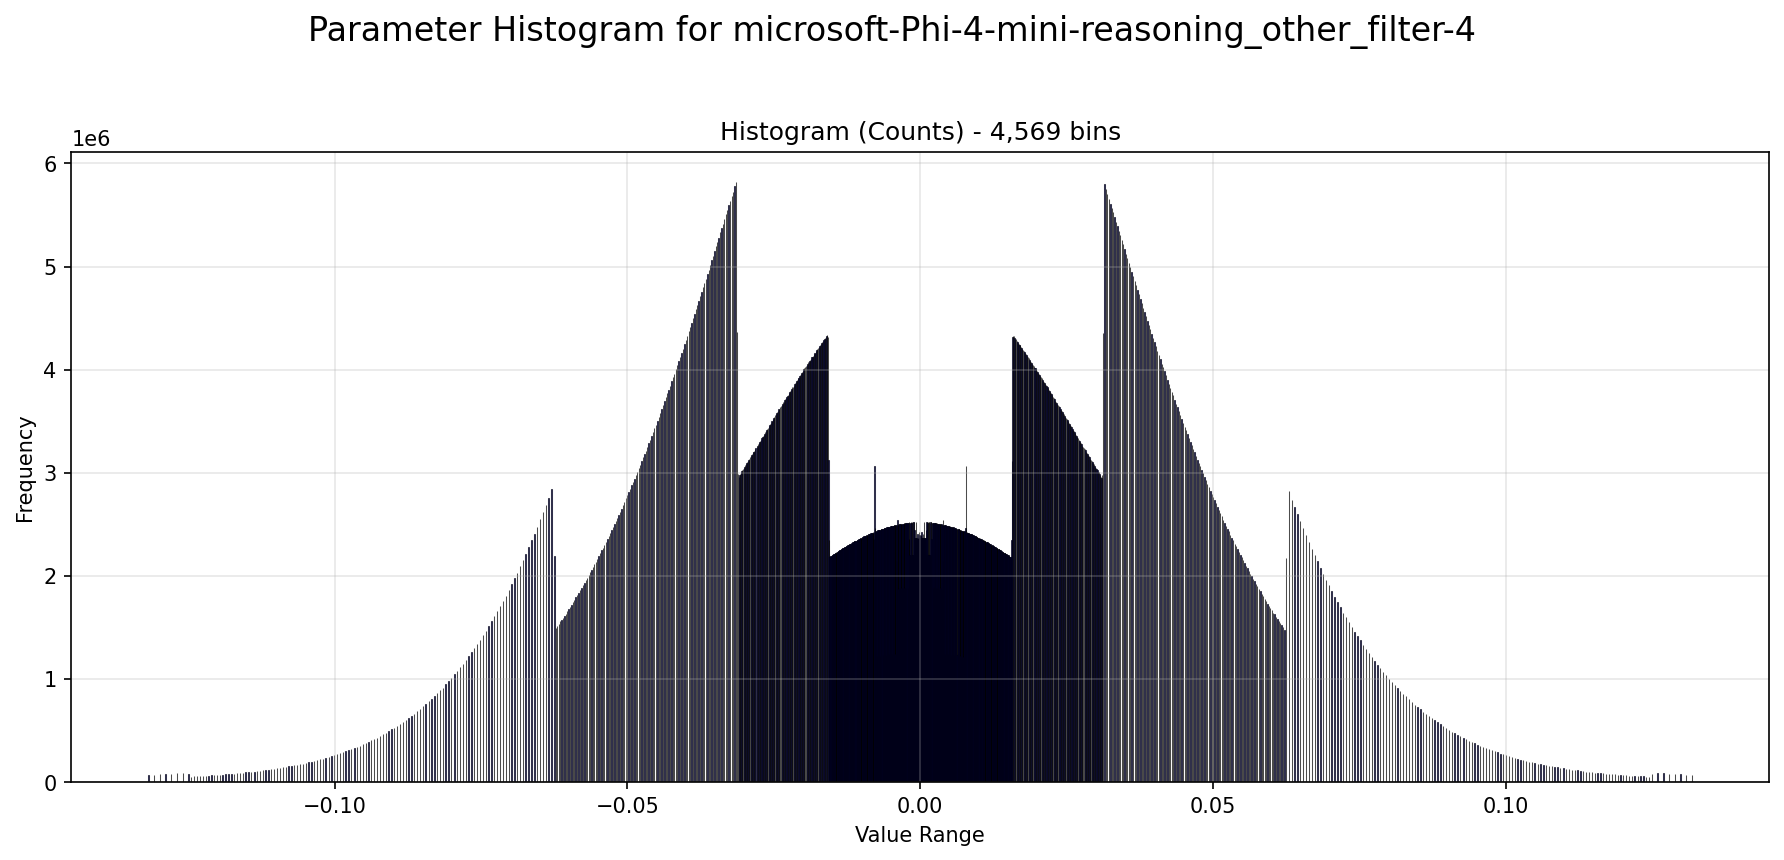 Parameter Histogram for microsoft-Phi-4-mini-reasoning_other_filter-4
Histogram (Counts) - 4,569 bins
1e6
6
5
4
3
2
1
0
Frequency
−0.10
−0.05
0.00
0.05
0.10
Value Range